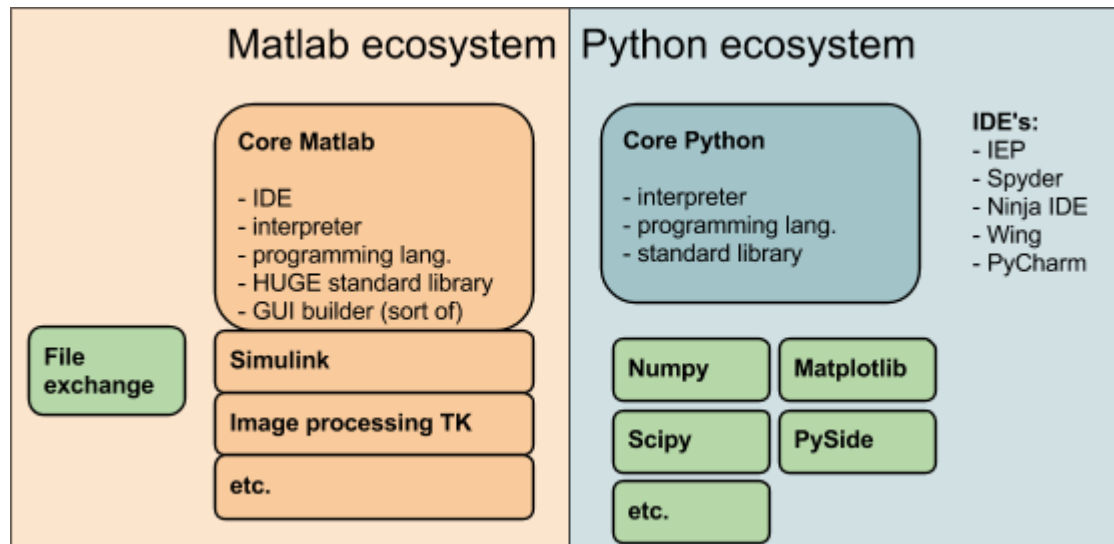 Matlab ecosystem
Core Matlab
- IDE
- interpreter
- programming lang.
- HUGE standard library
- GUI builder (sort of)
File
exchange
Simulink
Image processing TK
etc.
Python ecosystem
Core Python
- interpreter
- programming lang.
- standard library
IDE's:
- IEP
- Spyder
- Ninja IDE
- Wing
- PyCharm
Numpy
Matplotlib
Scipy
PySide
etc.